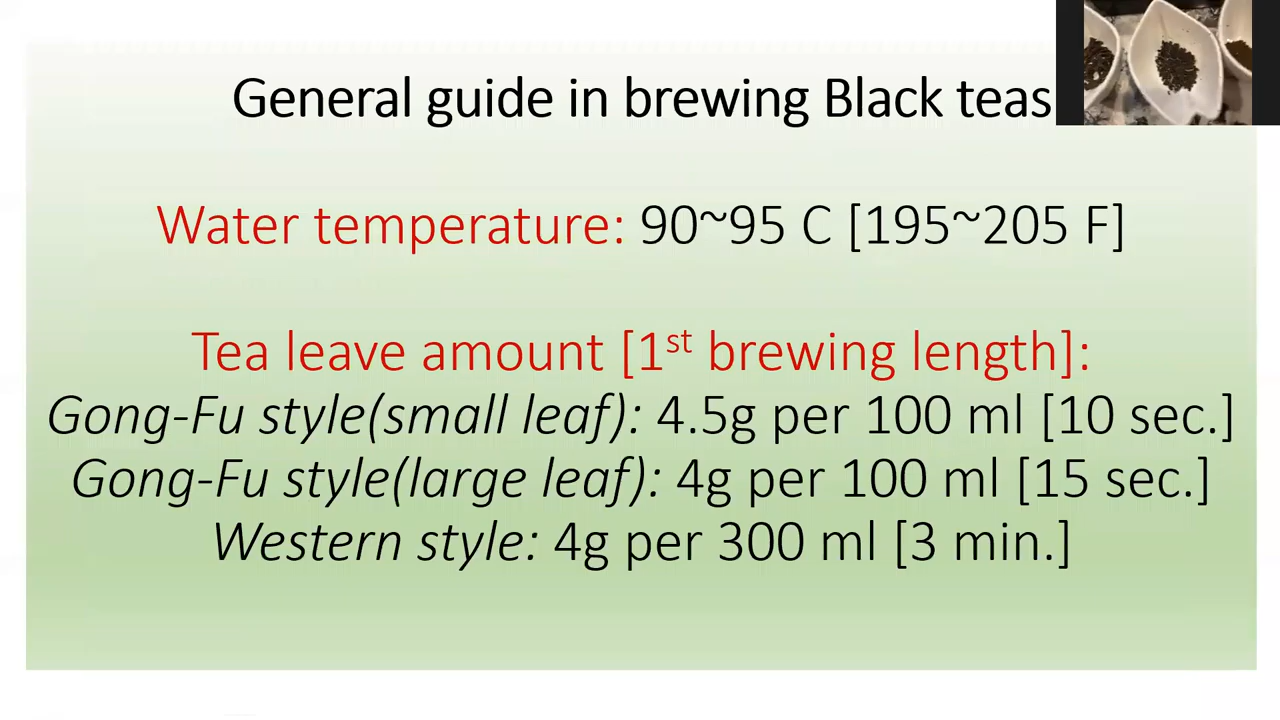 General guide in brewing Black teas
Water temperature: 90~95 C [195~205 F]
Tea leave amount [1st brewing length]:
Gong-Fu style(small leaf): 4.5g per 100 ml [10 sec.]
Gong-Fu style(large leaf): 4g per 100 ml [15 sec.]
Western style: 4g per 300 ml [3 min.]